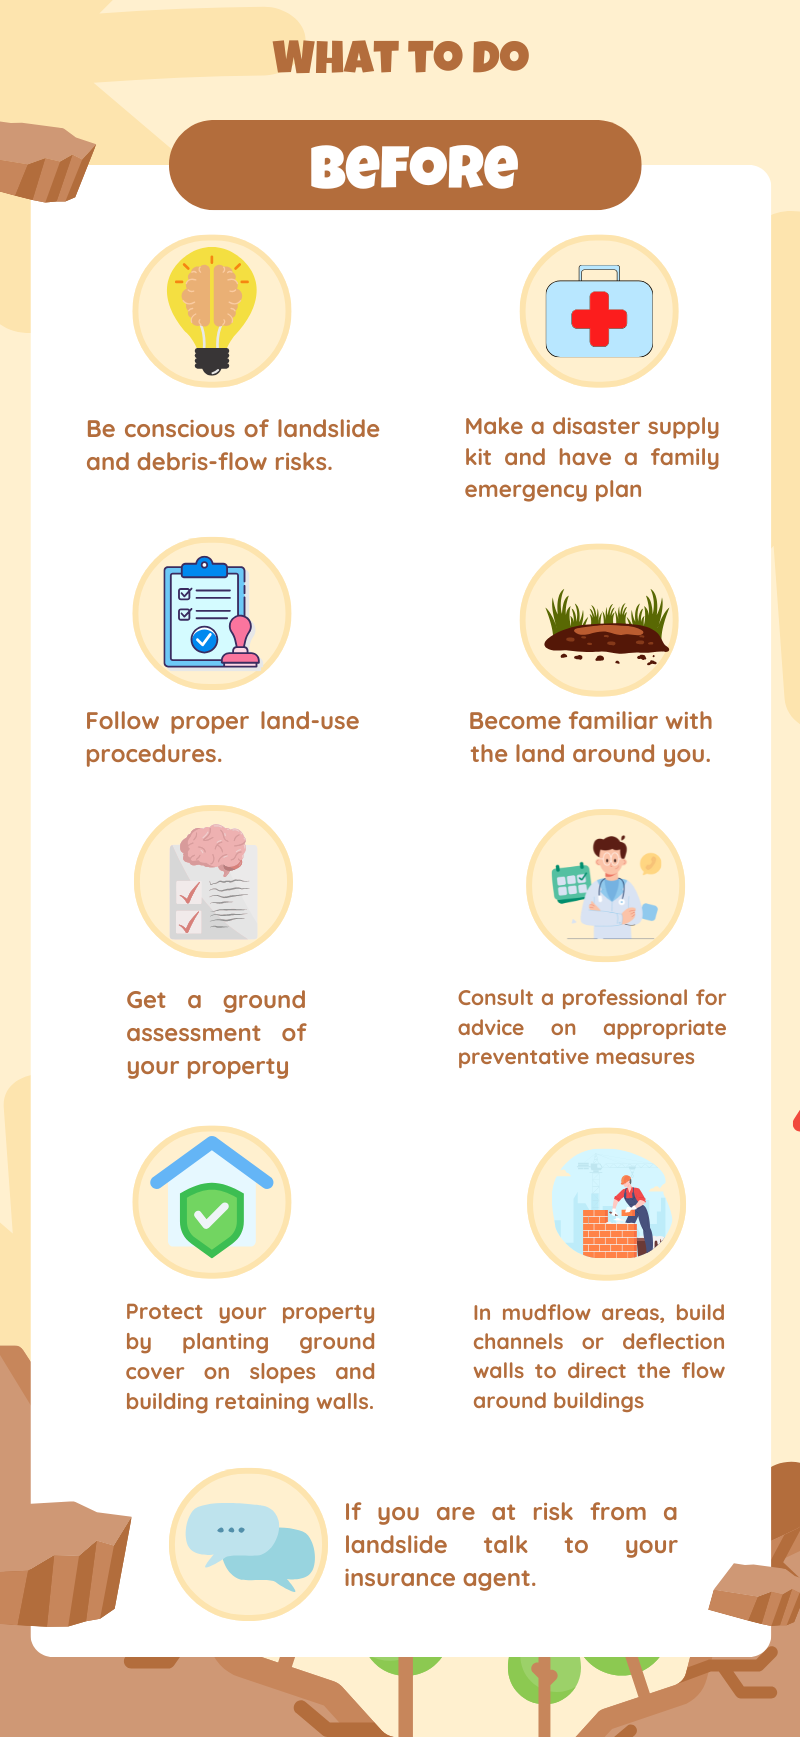 WHAT TO DO
BEFORE
Be conscious of landslide
and debris-flow risks.
Make a disaster supply
kit and have a family
emergency plan
Follow proper land-use
procedures.
Become familiar with
the land around you.
Get a ground
assessment of
your property
Consult a professional for
advice on appropriate
preventative measures
Protect your property
by planting ground
cover on slopes and
building retaining walls.
In mudflow areas, build
channels or deflection
walls to direct the flow
around buildings
If you are at risk from a
landslide talk to your
insurance agent.